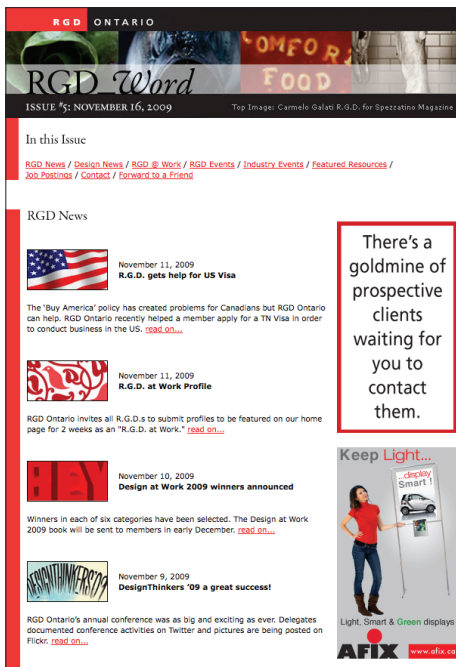 RGD ONTARIO
COMFORT
FOOD
RGD_Word
ISSUE #5: NOVEMBER 16, 2009
Top Image: Carmelo Galati R.G.D. for Spezzatino Magazine
In this Issue
RGD News / Design News / RGD @ Work / RGD Events / Industry Events / Featured Resources /
Job Postings / Contact / Forward to a Friend
RGD News
November 11, 2009
R.G.D. gets help for US Visa
The 'Buy America' policy has created problems for Canadians but RGD Ontario
can help. RGD Ontario recently helped a member apply for a TN Visa in order
to conduct business in the US. read on...
November 11, 2009
R.G.D. at Work Profile
RGD Ontario invites all R.G.D.s to submit profiles to be featured on our home
page for 2 weeks as an "R.G.D. at Work." read on...
HEY
November 10, 2009
Design at Work 2009 winners announced
Winners in each of six categories have been selected. The Design at Work
2009 book will be sent to members in early December. read on...
DESIGNTHINKERS'09
November 9, 2009
DesignThinkers '09 a great success!
RGD Ontario's annual conference was as big and exciting as ever. Delegates
documented conference activities on Twitter and pictures are being posted on
Flickr. read on...
There's a
goldmine of
prospective
clients
waiting for
you to
contact
them.
Keep Light...
...display
Smart !
Light, Smart & Green displays
AFIX
www.afix.ca